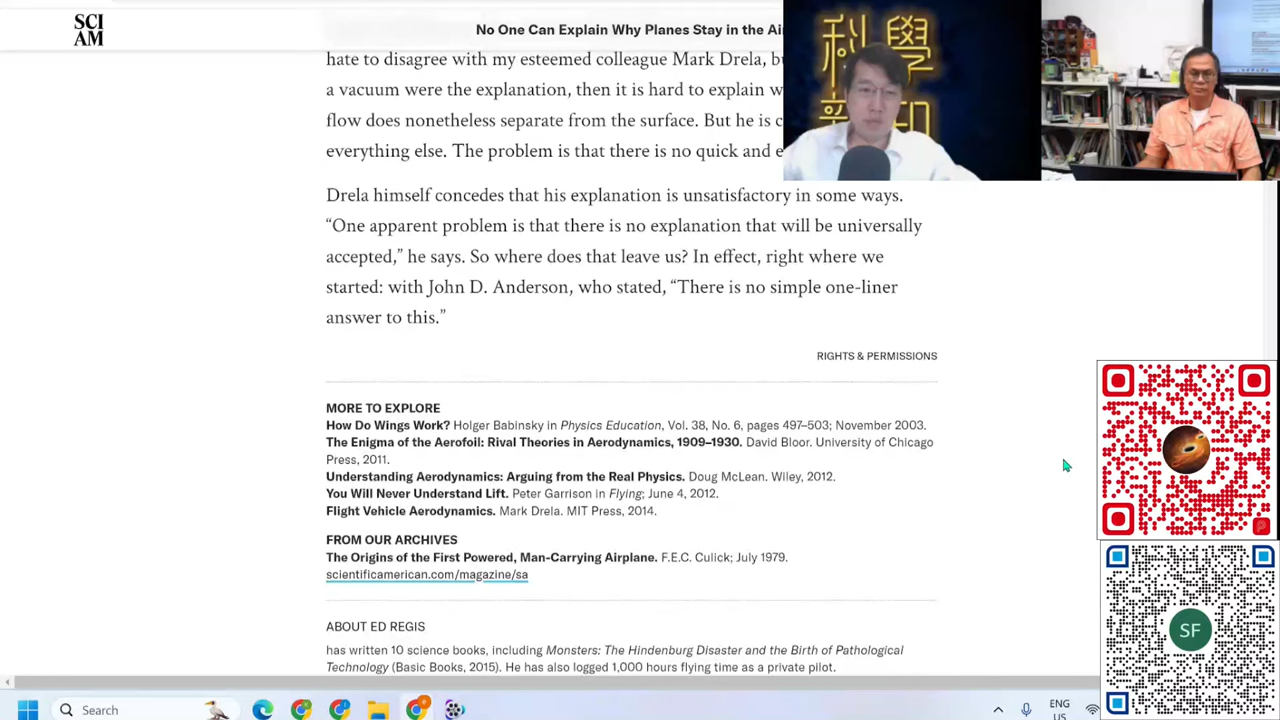 SCI
AM
No One Can Explain Why Planes Stay in the Air
hate to disagree with my esteemed colleague Mark Drela,
a vacuum were the explanation, then it is hard to explain
flow does nonetheless separate from the surface. But he is
everything else. The problem is that there is no quick and
Drela himself concedes that his explanation is unsatisfactory in some ways.
“One apparent problem is that there is no explanation that will be universally
accepted,” he says. So where does that leave us? In effect, right where we
started: with John D. Anderson, who stated, “There is no simple one-liner
answer to this.”
RIGHTS & PERMISSIONS
MORE TO EXPLORE
How Do Wings Work? Holger Babinsky in Physics Education, Vol. 38, No. 6, pages 497–503; November 2003.
The Enigma of the Aerofoil: Rival Theories in Aerodynamics, 1909–1930. David Bloor. University of Chicago
Press, 2011.
Understanding Aerodynamics: Arguing from the Real Physics. Doug McLean. Wiley, 2012.
You Will Never Understand Lift. Peter Garrison in Flying; June 4, 2012.
Flight Vehicle Aerodynamics. Mark Drela. MIT Press, 2014.
FROM OUR ARCHIVES
The Origins of the First Powered, Man-Carrying Airplane. F.E.C. Culick; July 1979.
scientificamerican.com/magazine/sa
ABOUT ED REGIS
has written 10 science books, including Monsters: The Hindenburg Disaster and the Birth of Pathological
Technology (Basic Books, 2015). He has also logged 1,000 hours flying time as a private pilot.
科學
印
SF
Search
ENG
US